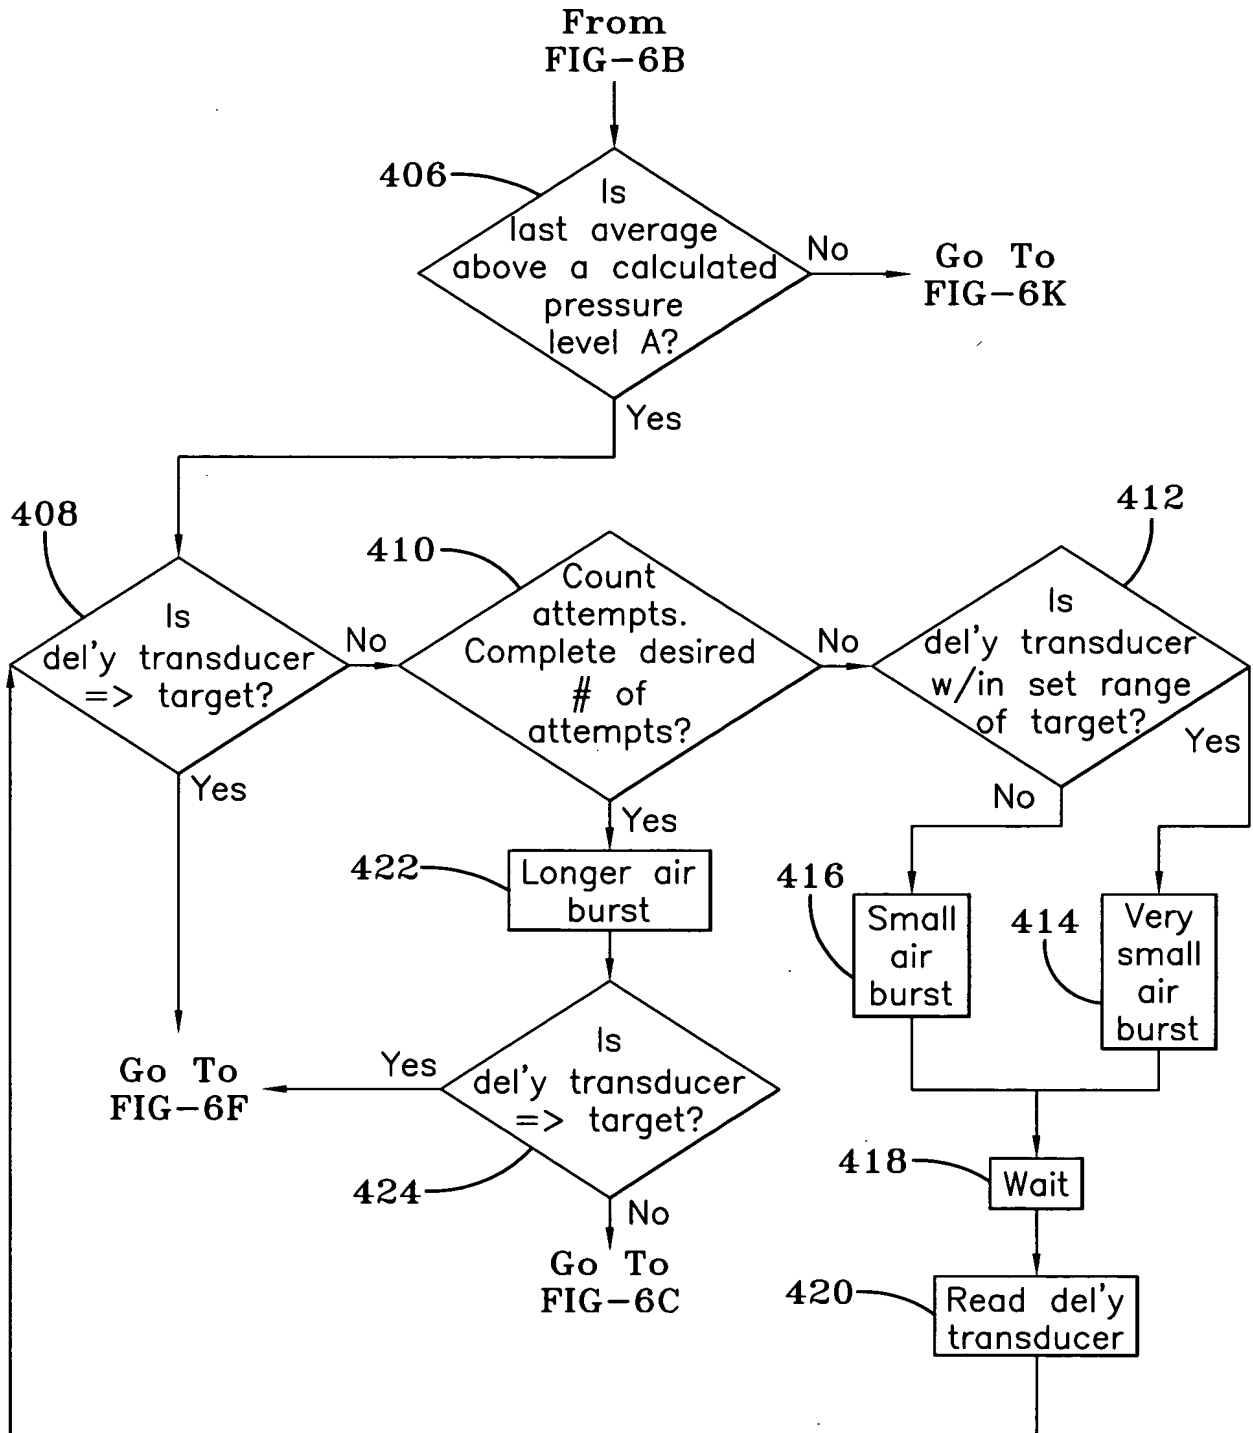 From
FIG-6B
406
Is
last average
above a calculated
pressure
level A?
No
Go To
FIG-6K
Yes
408
Is
del'y transducer
=> target?
No
Yes
410
Count
attempts.
Complete desired
# of
attempts?
No
Yes
412
Is
del'y transducer
w/in set range
of target?
Yes
No
422
Longer air
burst
416
Small
air
burst
414
Very
small
air
burst
Go To
FIG-6F
Yes
Is
del'y transducer
=> target?
424
No
Go To
FIG-6C
418
Wait
420
Read del'y
transducer